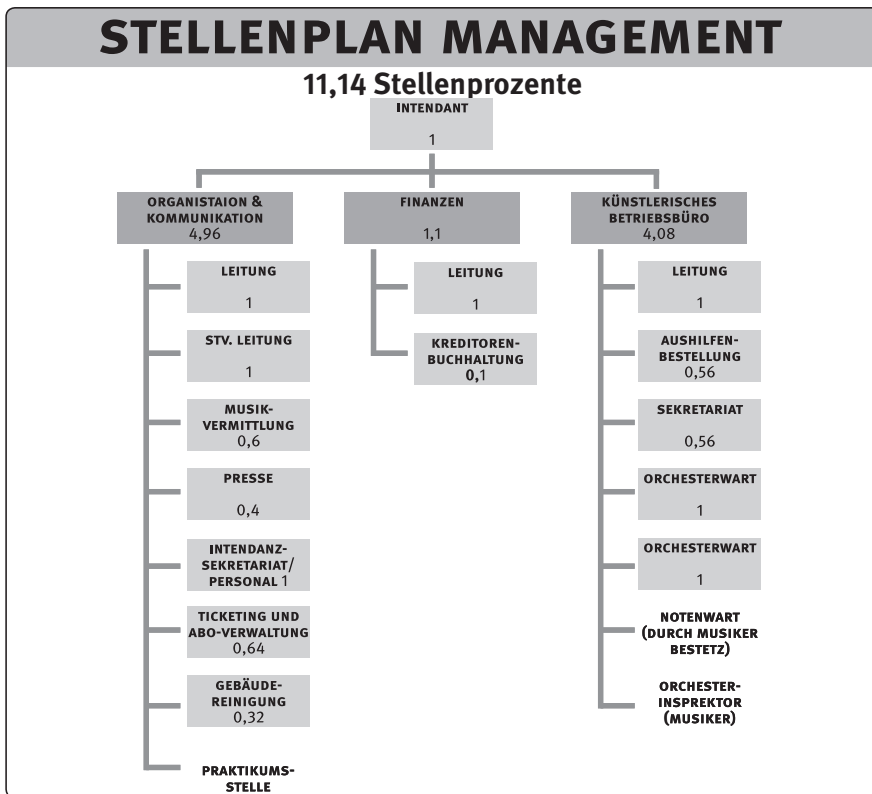 STELLENPLAN MANAGEMENT
11,14 Stellenprozente
INTENDANT
1
ORGANISTAION &
KOMMUNIKATION
4,96
LEITUNG
1
STV. LEITUNG
1
MUSIK-
VERMITTLUNG
0,6
PRESSE
0,4
INTENDANZ-
SEKRETARIAT/
PERSONAL 1
TICKETING UND
ABO-VERWALTUNG
0,64
GEBÄUDE-
REINIGUNG
0,32
PRAKTIKUMS-
STELLE
FINANZEN
1,1
LEITUNG
1
KREDITOREN-
BUCHHALTUNG
0,1
KÜNSTLERISCHES
BETRIEBSBÜRO
4,08
LEITUNG
1
AUSHILFEN-
BESTELLUNG
0,56
SEKRETARIAT
0,56
ORCHESTERWART
1
ORCHESTERWART
1
NOTENWART
(DURCH MUSIKER
BESTETZ)
ORCHESTER-
INSPREKTOR
(MUSIKER)